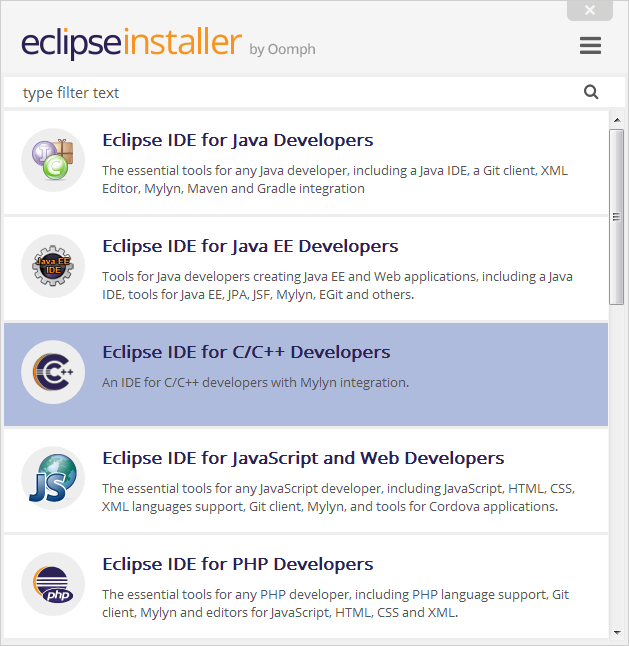 eclipseinstaller by Oomph
type filter text
Eclipse IDE for Java Developers
The essential tools for any Java developer, including a Java IDE, a Git client, XML
Editor, Mylyn, Maven and Gradle integration
Java EE
IDE
Eclipse IDE for Java EE Developers
Tools for Java developers creating Java EE and Web applications, including a Java
IDE, tools for Java EE, JPA, JSF, Mylyn, EGit and others.
C++
Eclipse IDE for C/C++ Developers
An IDE for C/C++ developers with Mylyn integration.
JS
Eclipse IDE for JavaScript and Web Developers
The essential tools for any JavaScript developer, including JavaScript, HTML, CSS,
XML languages support, Git client, Mylyn, and tools for Cordova applications.
php
Eclipse IDE for PHP Developers
The essential tools for any PHP developer, including PHP language support, Git
client, Mylyn and editors for JavaScript, HTML, CSS and XML.